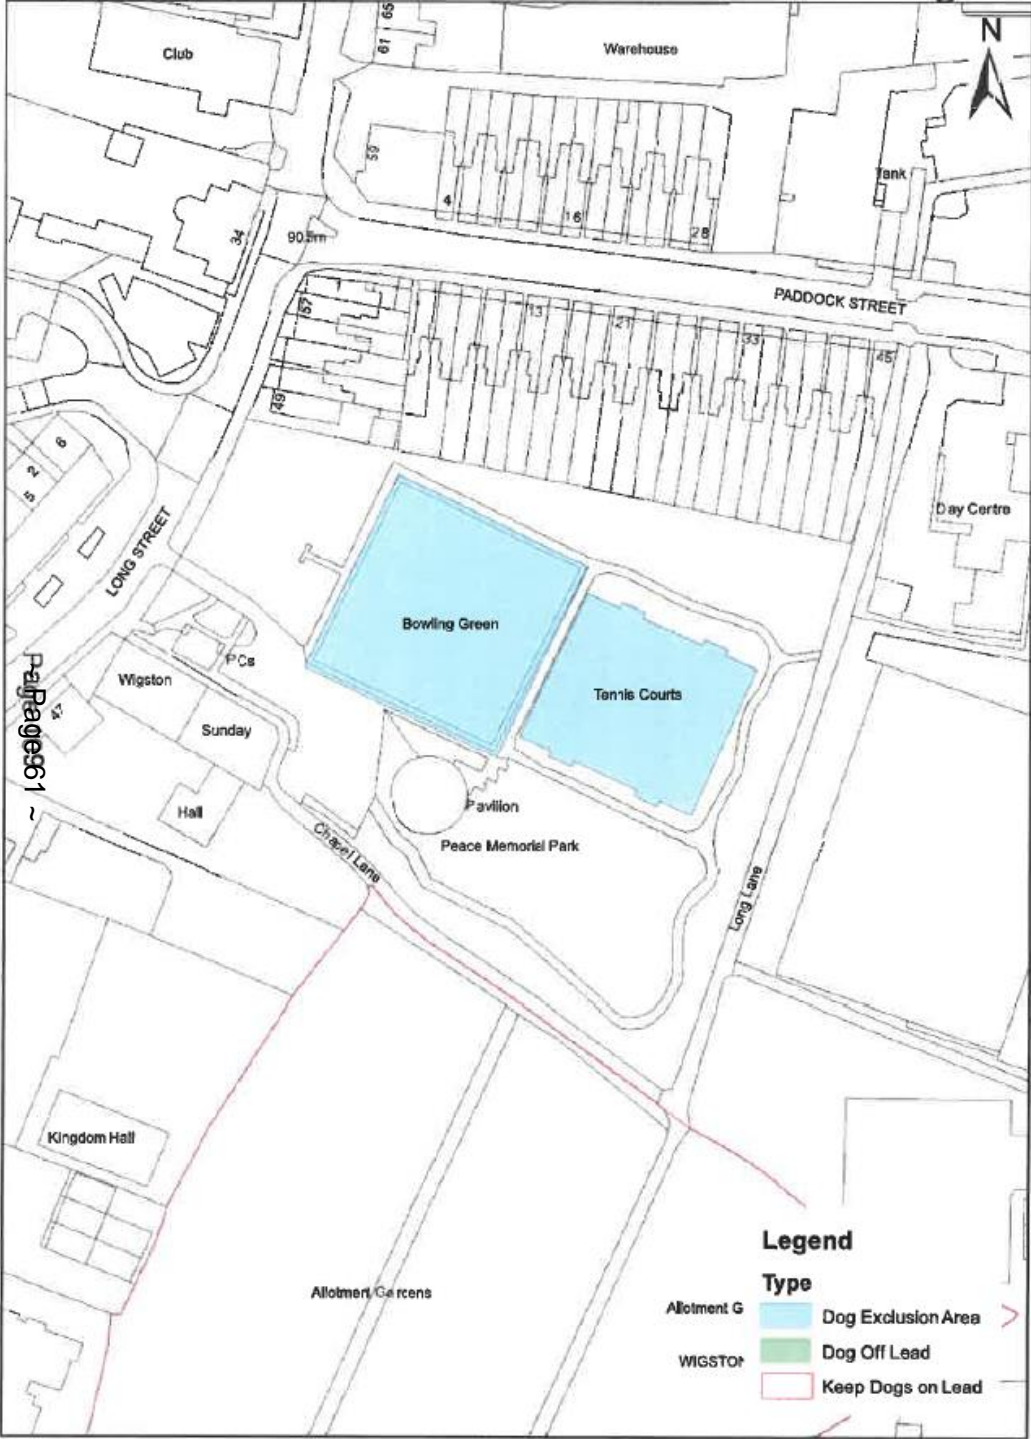 N
Club
65
61
Warehouse
59
Tank
4
16
28
34
90.5m
PADDOCK STREET
57
13
21
33
45
49
6
2
5
Day Centre
LONG STREET
Bowling Green
PCs
Wigston
Tennis Courts
47
Sunday
~ Page 61 ~
Hall
Pavilion
Chapel Lane
Peace Memorial Park
Long Lane
Kingdom Hall
Allotment Gardens
Legend
Type
Allotment G
Dog Exclusion Area
Dog Off Lead
WIGSTON
Keep Dogs on Lead